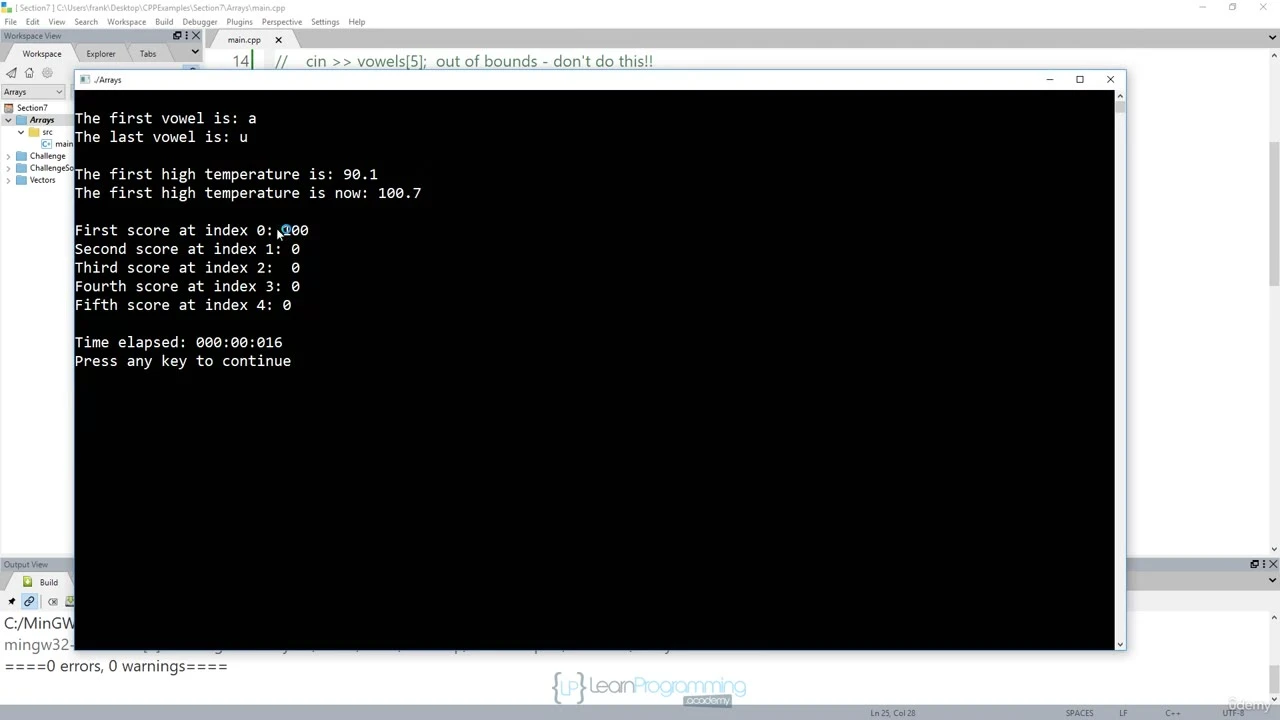 [ Section7 ] C:\Users\frank\Desktop\CPPExamples\Section7\Arrays\main.cpp
File Edit View Search Workspace Build Debugger Plugins Perspective Settings Help
Workspace View
main.cpp
Workspace Explorer Tabs
14 // cin >> vowels[5]; out of bounds - don't do this!!
./Arrays
Arrays
Section7
Arrays
src
main
Challenge
ChallengeSo
Vectors
The first vowel is: a
The last vowel is: u
The first high temperature is: 90.1
The first high temperature is now: 100.7
First score at index 0: 100
Second score at index 1: 0
Third score at index 2:  0
Fourth score at index 3: 0
Fifth score at index 4: 0
Time elapsed: 000:00:016
Press any key to continue
Output View
Build
C:/MinGW
mingw32-
====0 errors, 0 warnings====
{LP} LearnProgramming
academy
Ln 25, Col 28 SPACES LF C++ UTF-8
ûdemy